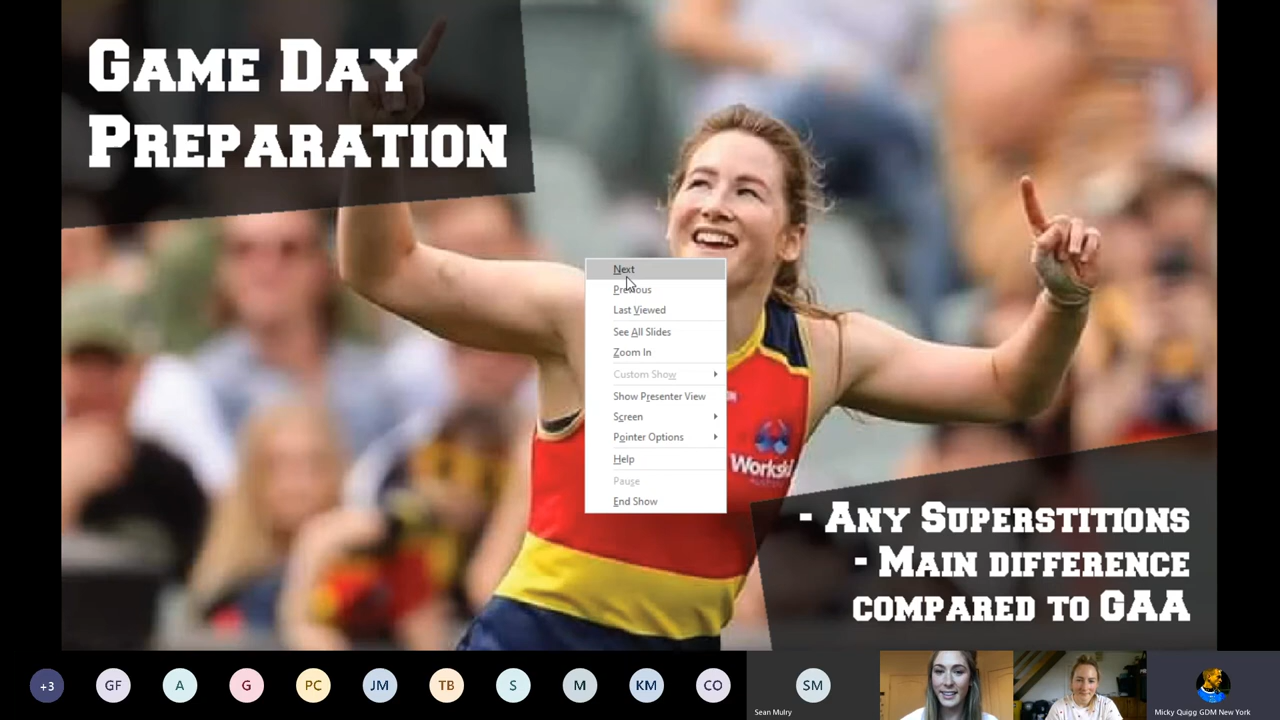 GAME DAY
PREPARATION
Next
Previous
Last Viewed
See All Slides
Zoom In
Custom Show
Show Presenter View
Screen
Pointer Options
Help
Pause
End Show
Worksk
- ANY SUPERSTITIONS
- MAIN DIFFERENCE
COMPARED TO GAA
+3
GF
A
G
PC
JM
TB
S
M
KM
CO
SM
Sean Mulry
Micky Quigg GDM New York